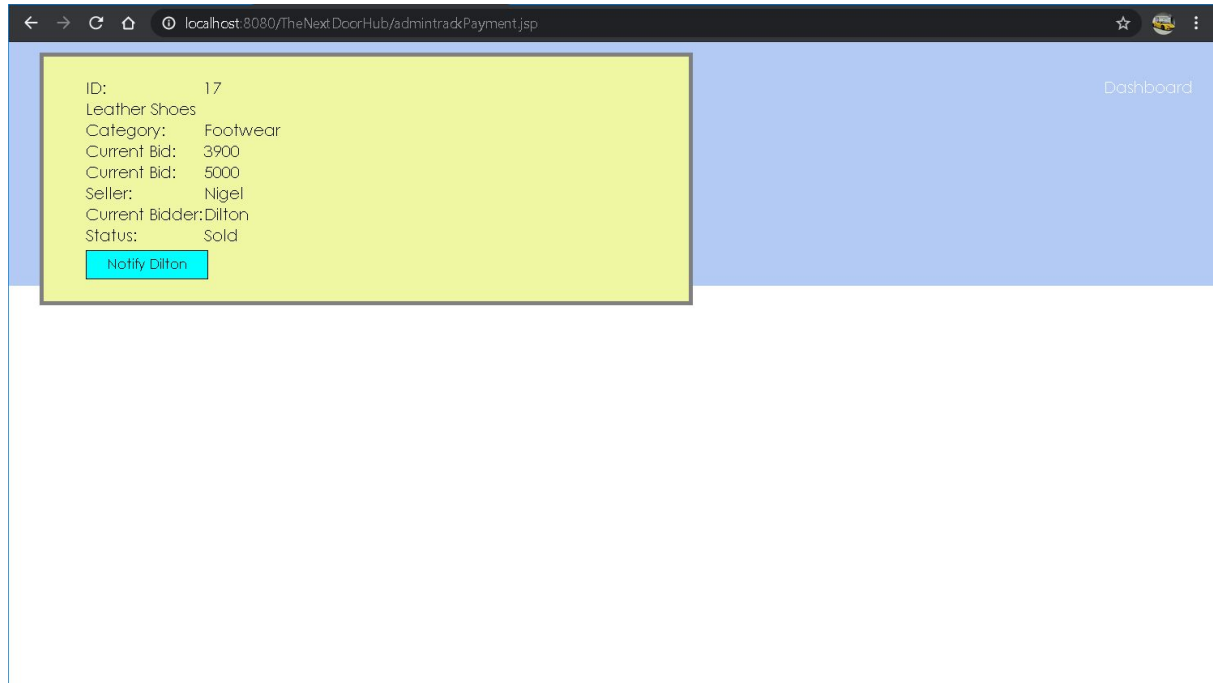 localhost:8080/TheNextDoorHub/admintrackPayment.jsp
Dashboard
ID: 17
Leather Shoes
Category: Footwear
Current Bid: 3900
Current Bid: 5000
Seller: Nigel
Current Bidder:Dilton
Status: Sold
Notify Dilton